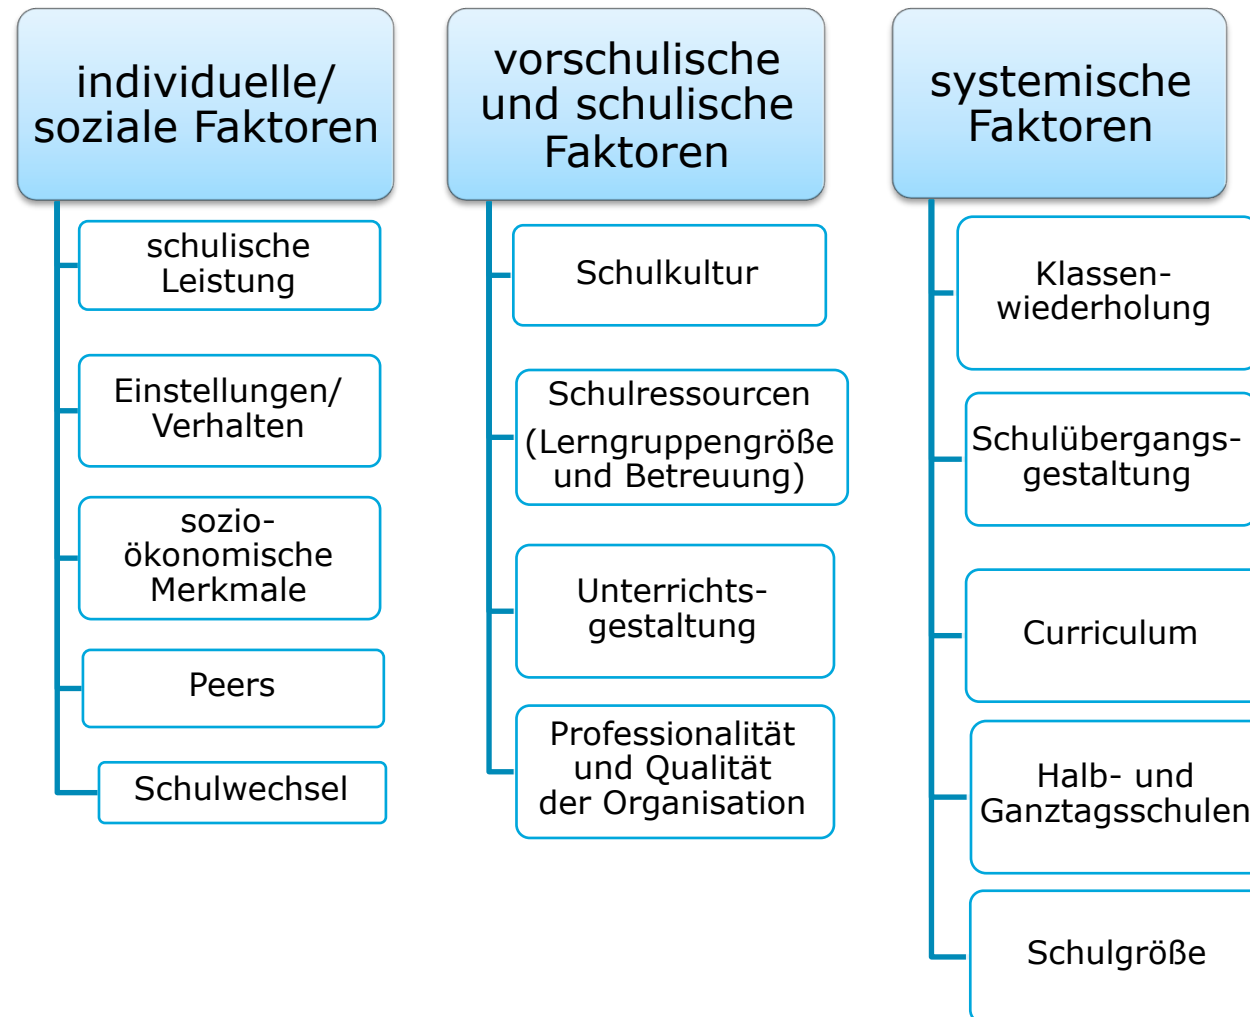 individuelle/
soziale Faktoren
schulische
Leistung
Einstellungen/
Verhalten
sozio-
ökonomische
Merkmale
Peers
Schulwechsel
vorschulische
und schulische
Faktoren
Schulkultur
Schulressourcen
(Lerngruppengröße
und Betreuung)
Unterrichts-
gestaltung
Professionalität
und Qualität
der Organisation
systemische
Faktoren
Klassen-
wiederholung
Schulübergangs-
gestaltung
Curriculum
Halb- und
Ganztagsschulen
Schulgröße